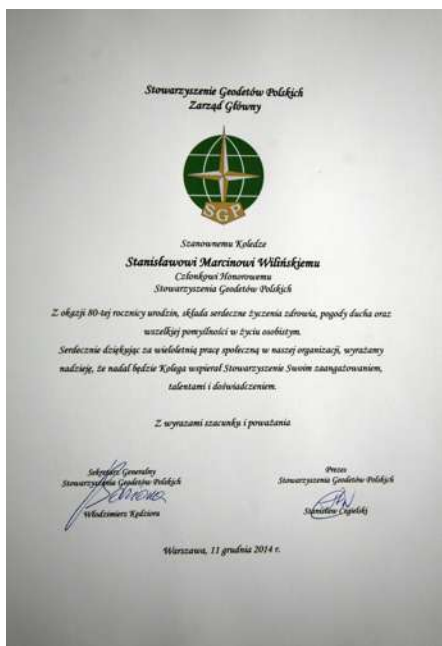 Stowarzyszenie Geodetów Polskich
Zarząd Główny
SGP
Szanownemu Koledze
Stanisławowi Marcinowi Wilińskiemu
Członkowi Honorowemu
Stowarzyszenia Geodetów Polskich
Z okazji 80-tej rocznicy urodzin, składa serdeczne życzenia zdrowia, pogody ducha oraz
wszelkiej pomyślności w życiu osobistym.
Serdecznie dziękując za wieloletnią pracę społeczną w naszej organizacji, wyrażamy
nadzieję, że nadal będzie Kolega wspierał Stowarzyszenie Swoim zaangażowaniem,
talentami i doświadczeniem.
Z wyrazami szacunku i poważania
Sekretarz Generalny
Stowarzyszenia Geodetów Polskich
Włodzimierz Kędziora
Prezes
Stowarzyszenia Geodetów Polskich
Stanisław Cegielski
Warszawa, 11 grudnia 2014 r.